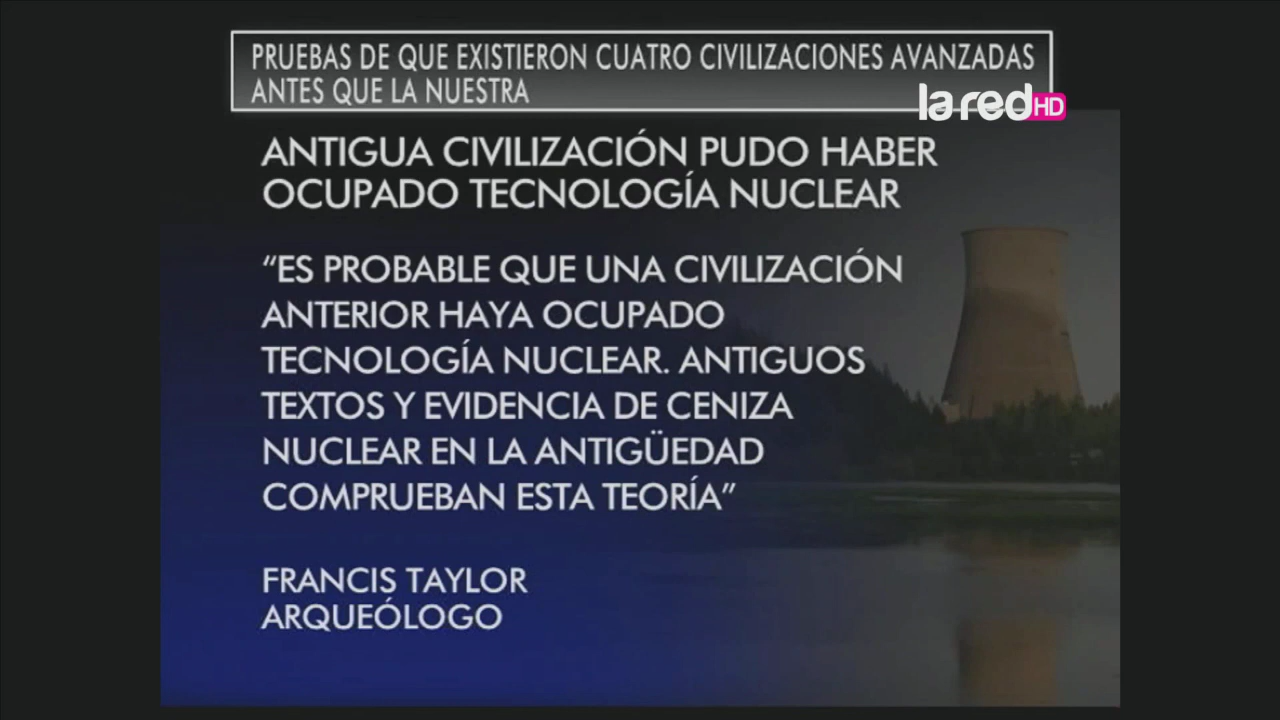 PRUEBAS DE QUE EXISTIERON CUATRO CIVILIZACIONES AVANZADAS
ANTES QUE LA NUESTRA
la red HD
ANTIGUA CIVILIZACIÓN PUDO HABER
OCUPADO TECNOLOGÍA NUCLEAR
“ES PROBABLE QUE UNA CIVILIZACIÓN
ANTERIOR HAYA OCUPADO
TECNOLOGÍA NUCLEAR. ANTIGUOS
TEXTOS Y EVIDENCIA DE CENIZA
NUCLEAR EN LA ANTIGÜEDAD
COMPRUEBAN ESTA TEORÍA”
FRANCIS TAYLOR
ARQUEÓLOGO